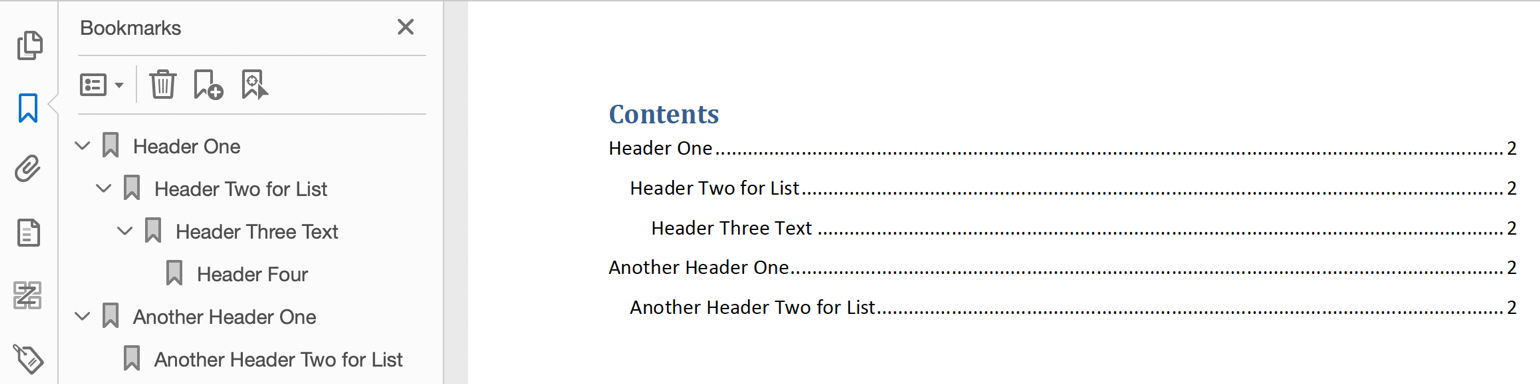 Bookmarks
Header One
Header Two for List
Header Three Text
Header Four
Another Header One
Another Header Two for List
Contents
Header One........................................................................................................................2
Header Two for List........................................................................................................................2
Header Three Text ........................................................................................................................2
Another Header One........................................................................................................................2
Another Header Two for List........................................................................................................................2